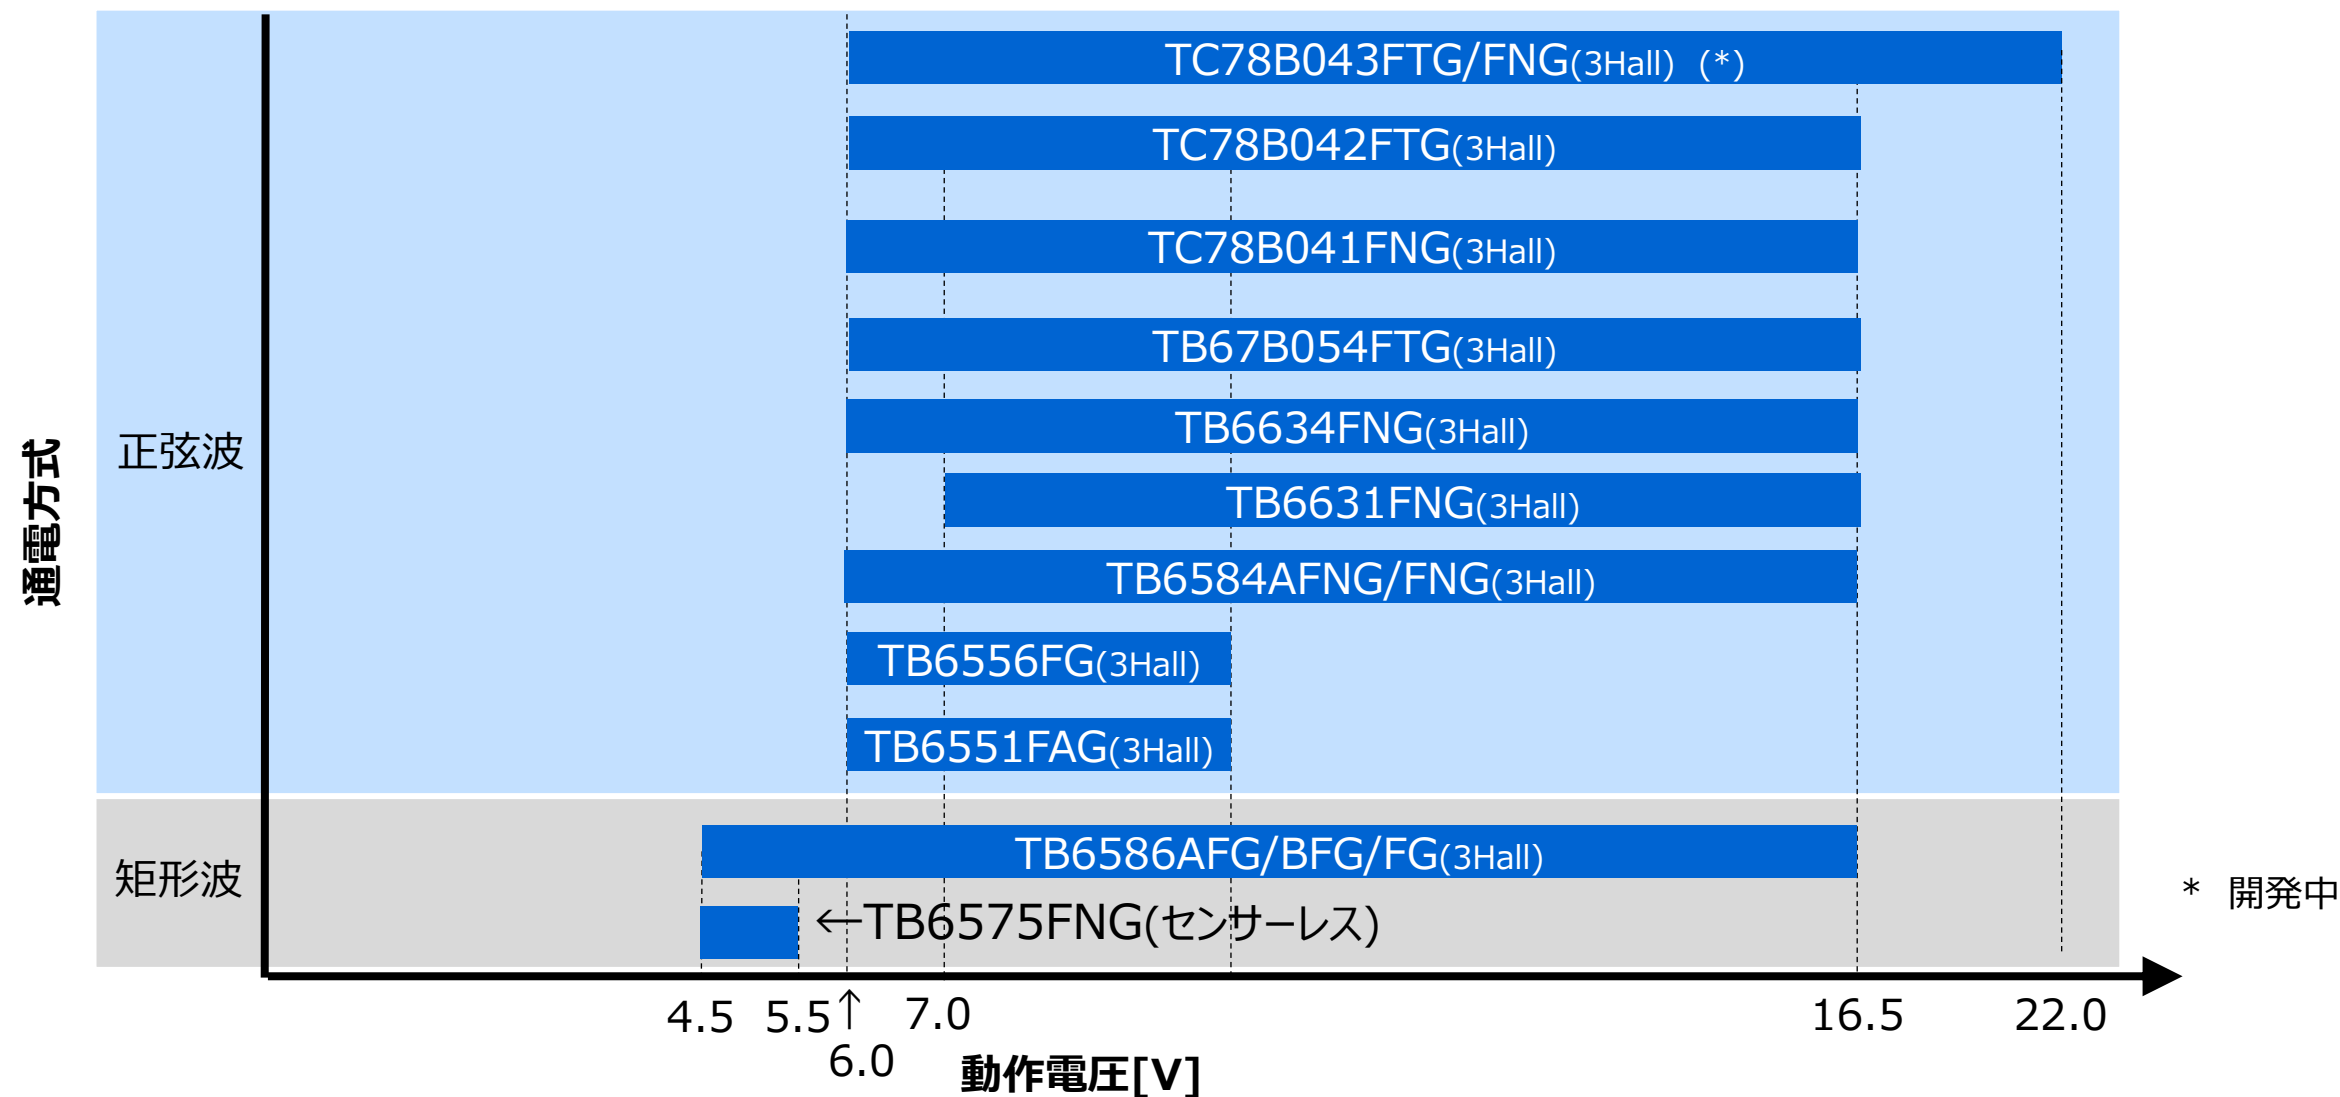 TC78B043FTG/FNG(3Hall) (*)
TC78B042FTG(3Hall)
TC78B041FNG(3Hall)
TB67B054FTG(3Hall)
TB6634FNG(3Hall)
TB6631FNG(3Hall)
TB6584AFNG/FNG(3Hall)
TB6556FG(3Hall)
TB6551FAG(3Hall)
通電方式
正弦波
矩形波
TB6586AFG/BFG/FG(3Hall)
←TB6575FNG(センサーレス)
* 開発中
4.5 5.5↑ 7.0 16.5 22.0
6.0
動作電圧[V]